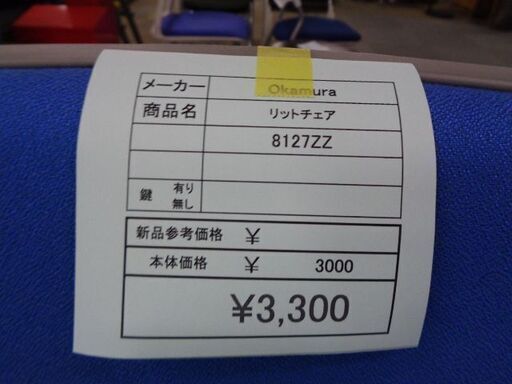 メーカー Okamura
商品名 リットチェア
8127ZZ
鍵 有り
無し
新品参考価格 ¥
本体価格 ¥ 3000
¥3,300